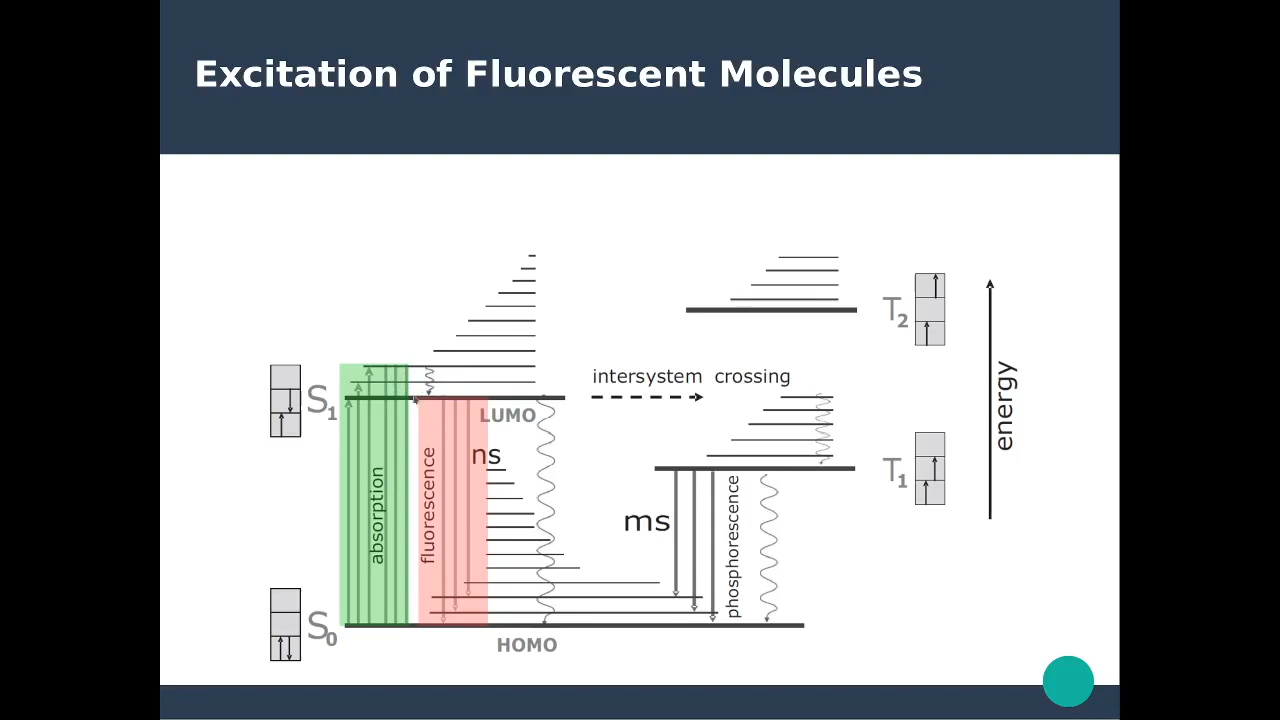 Excitation of Fluorescent Molecules
T2
intersystem crossing
S1
LUMO
energy
absorption
fluorescence
ns
T1
ms
phosphorescence
S0
HOMO